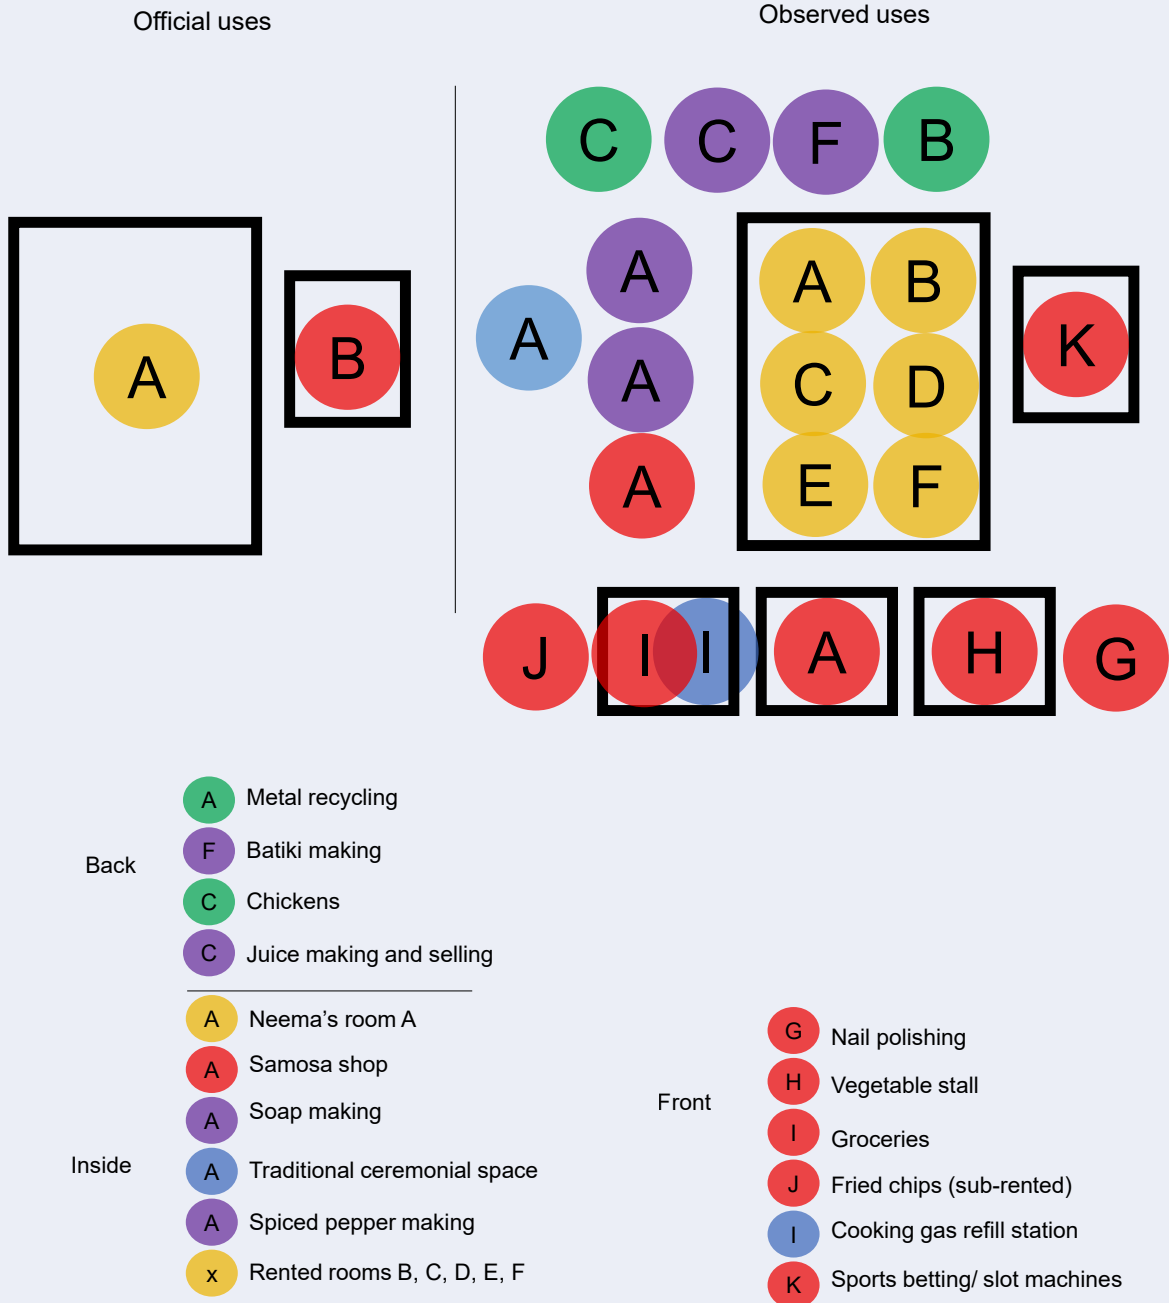 Official uses
Observed uses
C C F B
A
A B
A
B
A
K
A
A
C D
A
E F
J I I A H G
A Metal recycling
F Batiki making
Back
C Chickens
C Juice making and selling
A Neema’s room A
A Samosa shop
A Soap making
Inside
A Traditional ceremonial space
A Spiced pepper making
x Rented rooms B, C, D, E, F
G Nail polishing
H Vegetable stall
Front
I Groceries
J Fried chips (sub-rented)
I Cooking gas refill station
K Sports betting/ slot machines